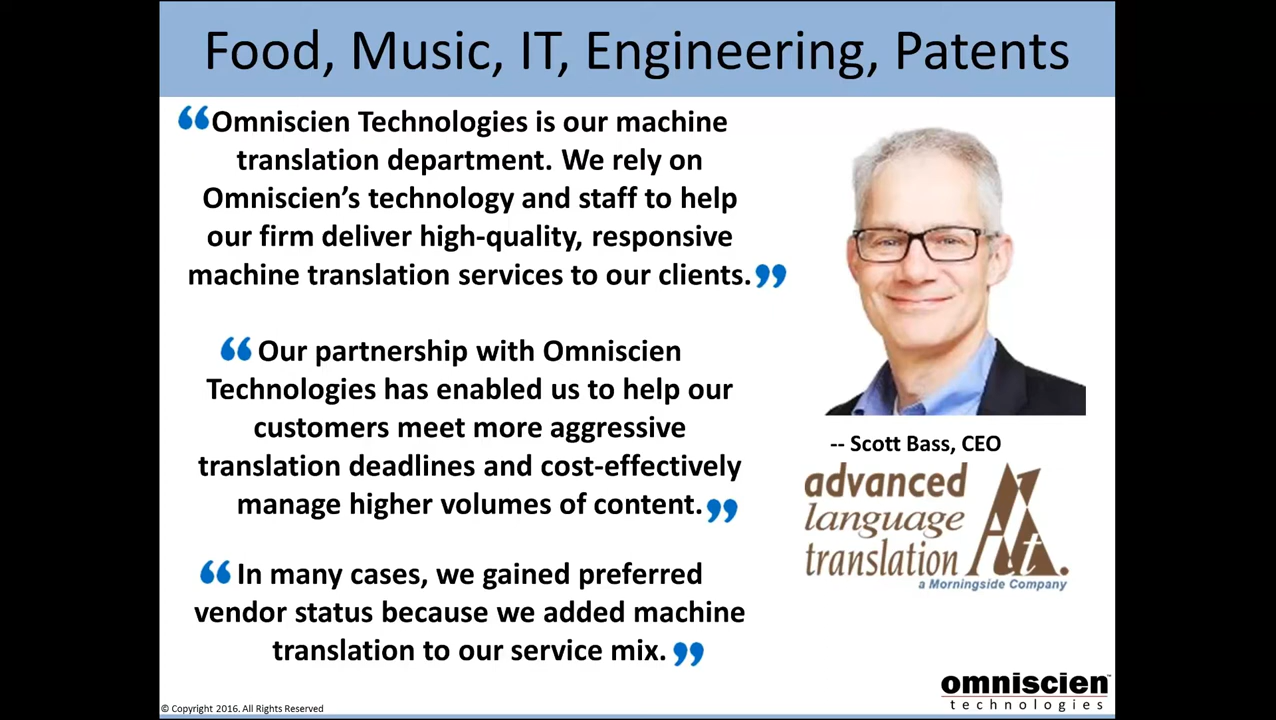 Food, Music, IT, Engineering, Patents
“Omniscien Technologies is our machine
translation department. We rely on
Omniscien’s technology and staff to help
our firm deliver high-quality, responsive
machine translation services to our clients.”
“Our partnership with Omniscien
Technologies has enabled us to help our
customers meet more aggressive
translation deadlines and cost-effectively
manage higher volumes of content.”
“In many cases, we gained preferred
vendor status because we added machine
translation to our service mix.”
-- Scott Bass, CEO
advanced
language
translation
ALt.
a Morningside Company
omniscien™
technologies
© Copyright 2016. All Rights Reserved